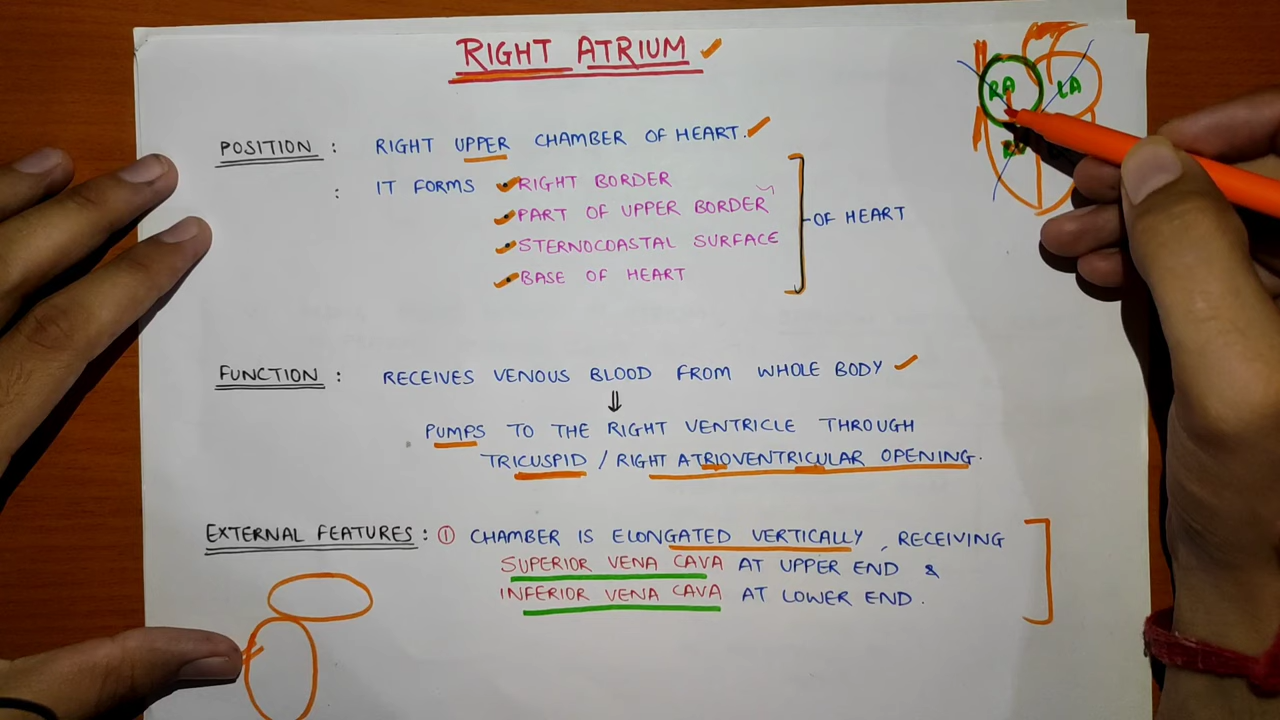 RIGHT ATRIUM
RA LA
POSITION : RIGHT UPPER CHAMBER OF HEART.
: IT FORMS • RIGHT BORDER
• PART OF UPPER BORDER
• STERNOCOASTAL SURFACE
• BASE OF HEART
OF HEART
FUNCTION : RECEIVES VENOUS BLOOD FROM WHOLE BODY
⇓
PUMPS TO THE RIGHT VENTRICLE THROUGH
TRICUSPID / RIGHT ATRIOVENTRICULAR OPENING.
EXTERNAL FEATURES : ① CHAMBER IS ELONGATED VERTICALLY, RECEIVING
SUPERIOR VENA CAVA AT UPPER END &
INFERIOR VENA CAVA AT LOWER END.